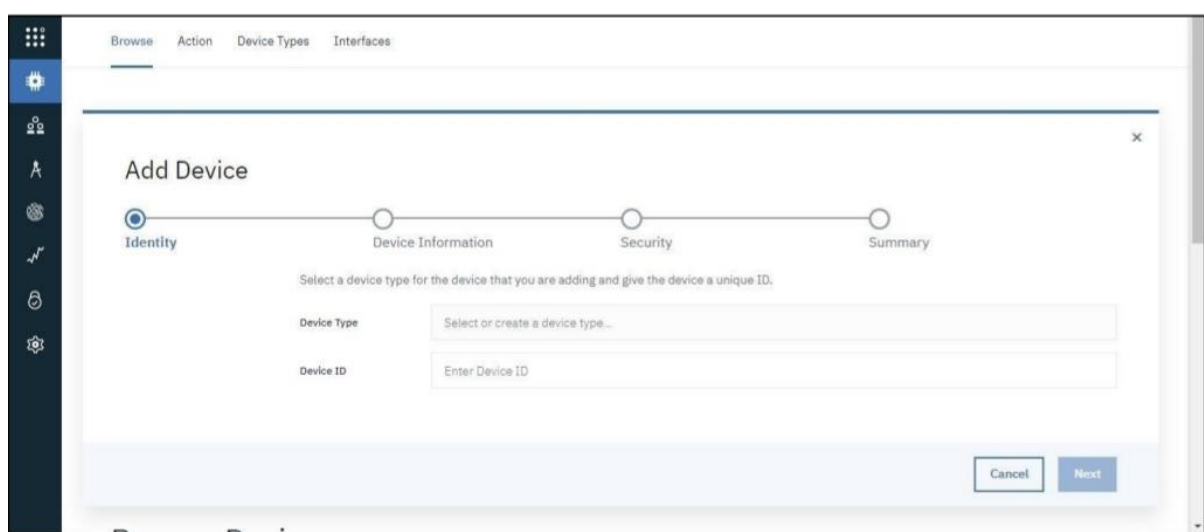 Browse Action Device Types Interfaces
×
Add Device
Identity Device Information Security Summary
Select a device type for the device that you are adding and give the device a unique ID.
Device Type Select or create a device type...
Device ID Enter Device ID
Cancel Next